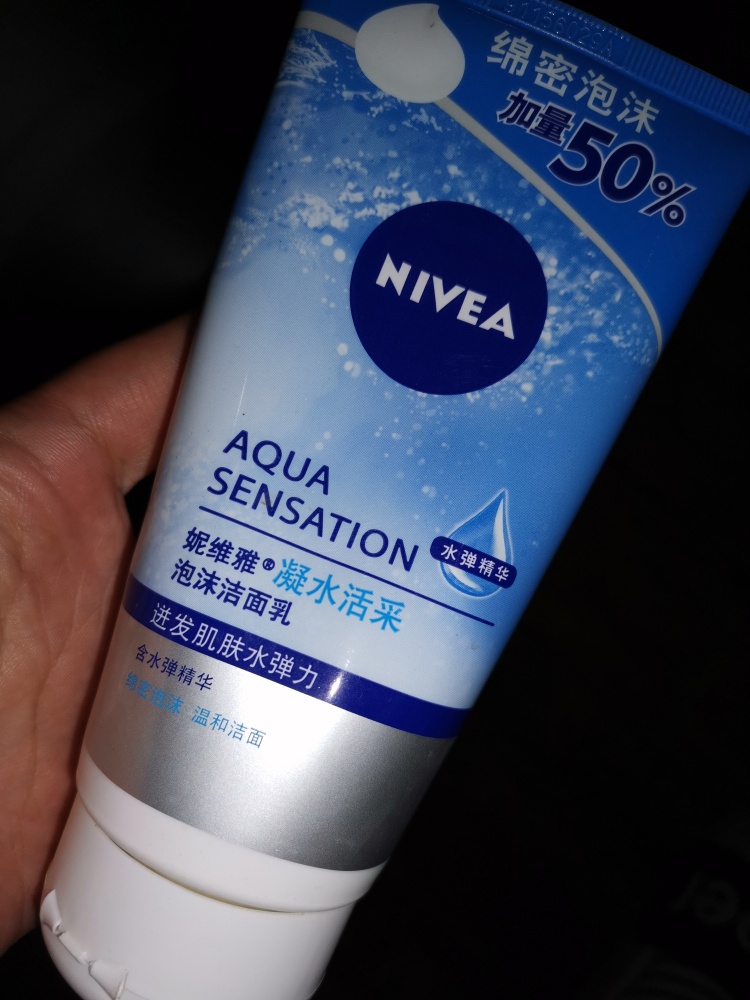 绵密泡沫
加量50%
NIVEA
AQUA
SENSATION
水弹精华
妮维雅®凝水活采
泡沫洁面乳
迸发肌肤水弹力
含水弹精华
绵密泡沫 温和洁面